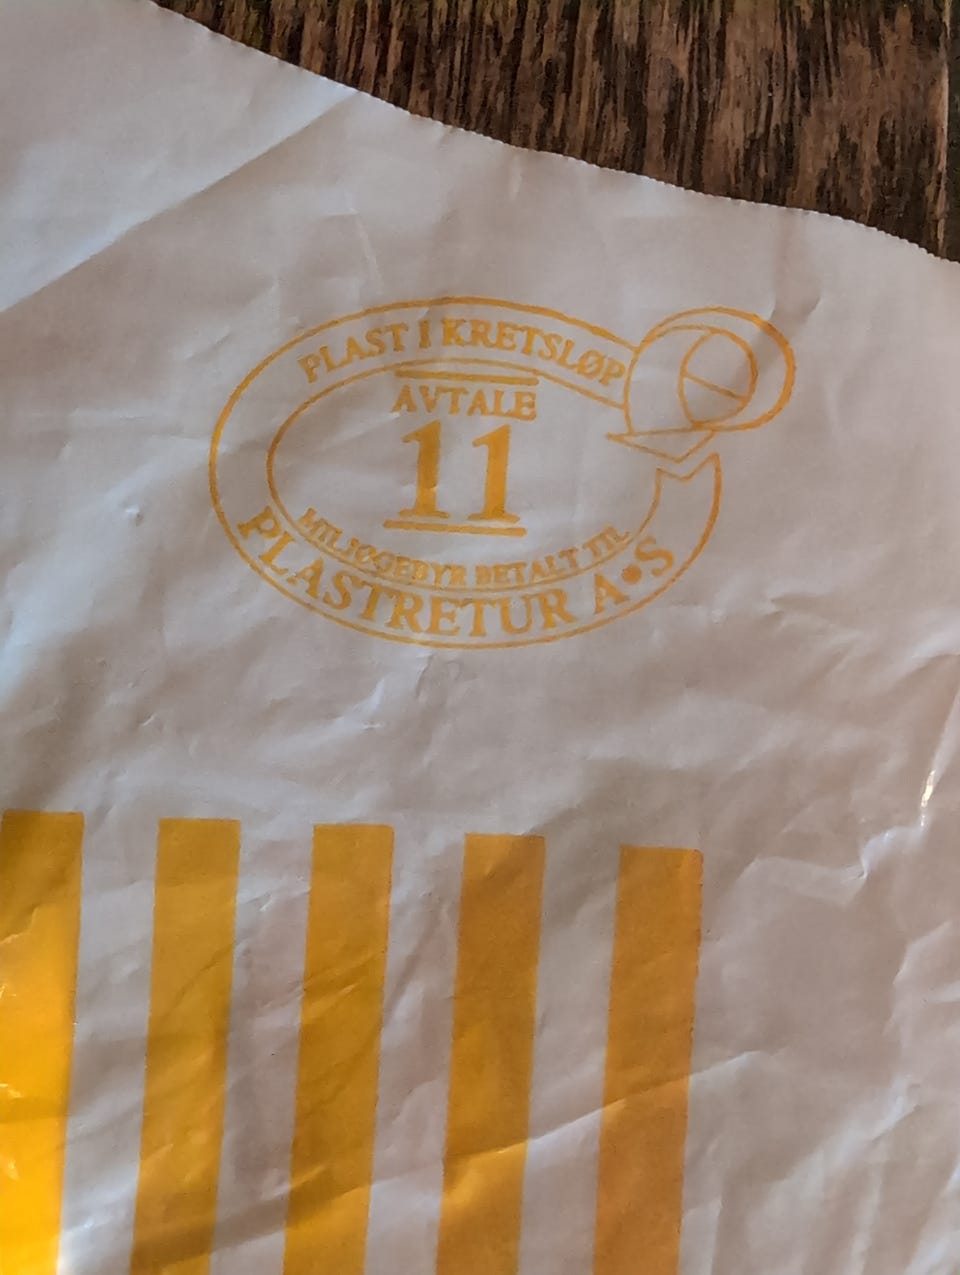 PLAST I KRETSLØP
AVTALE
11
MILJØGEBYR BETALT TIL
PLASTRETUR A•S